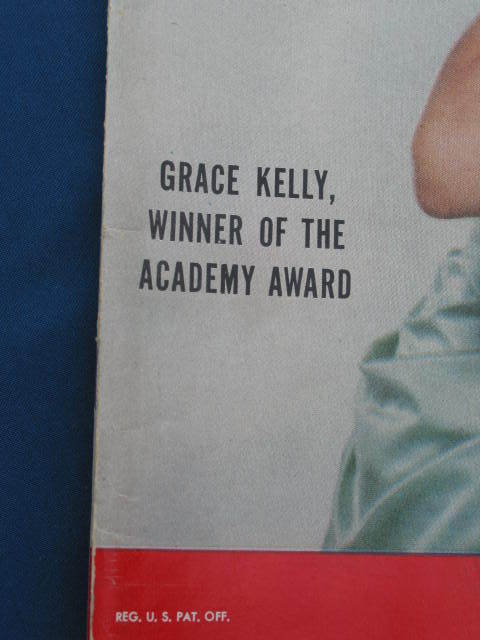 GRACE KELLY,
WINNER OF THE
ACADEMY AWARD
REG. U. S. PAT. OFF.